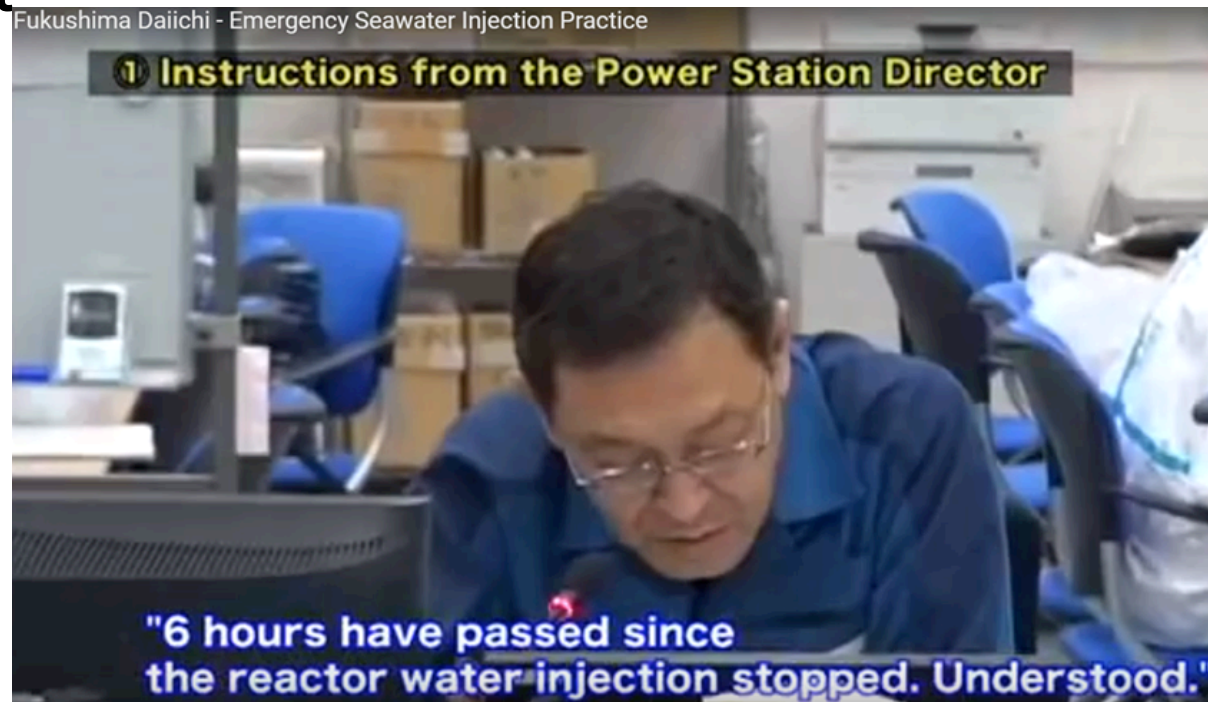 Fukushima Daiichi - Emergency Seawater Injection Practice
① Instructions from the Power Station Director
"6 hours have passed since
the reactor water injection stopped. Understood."